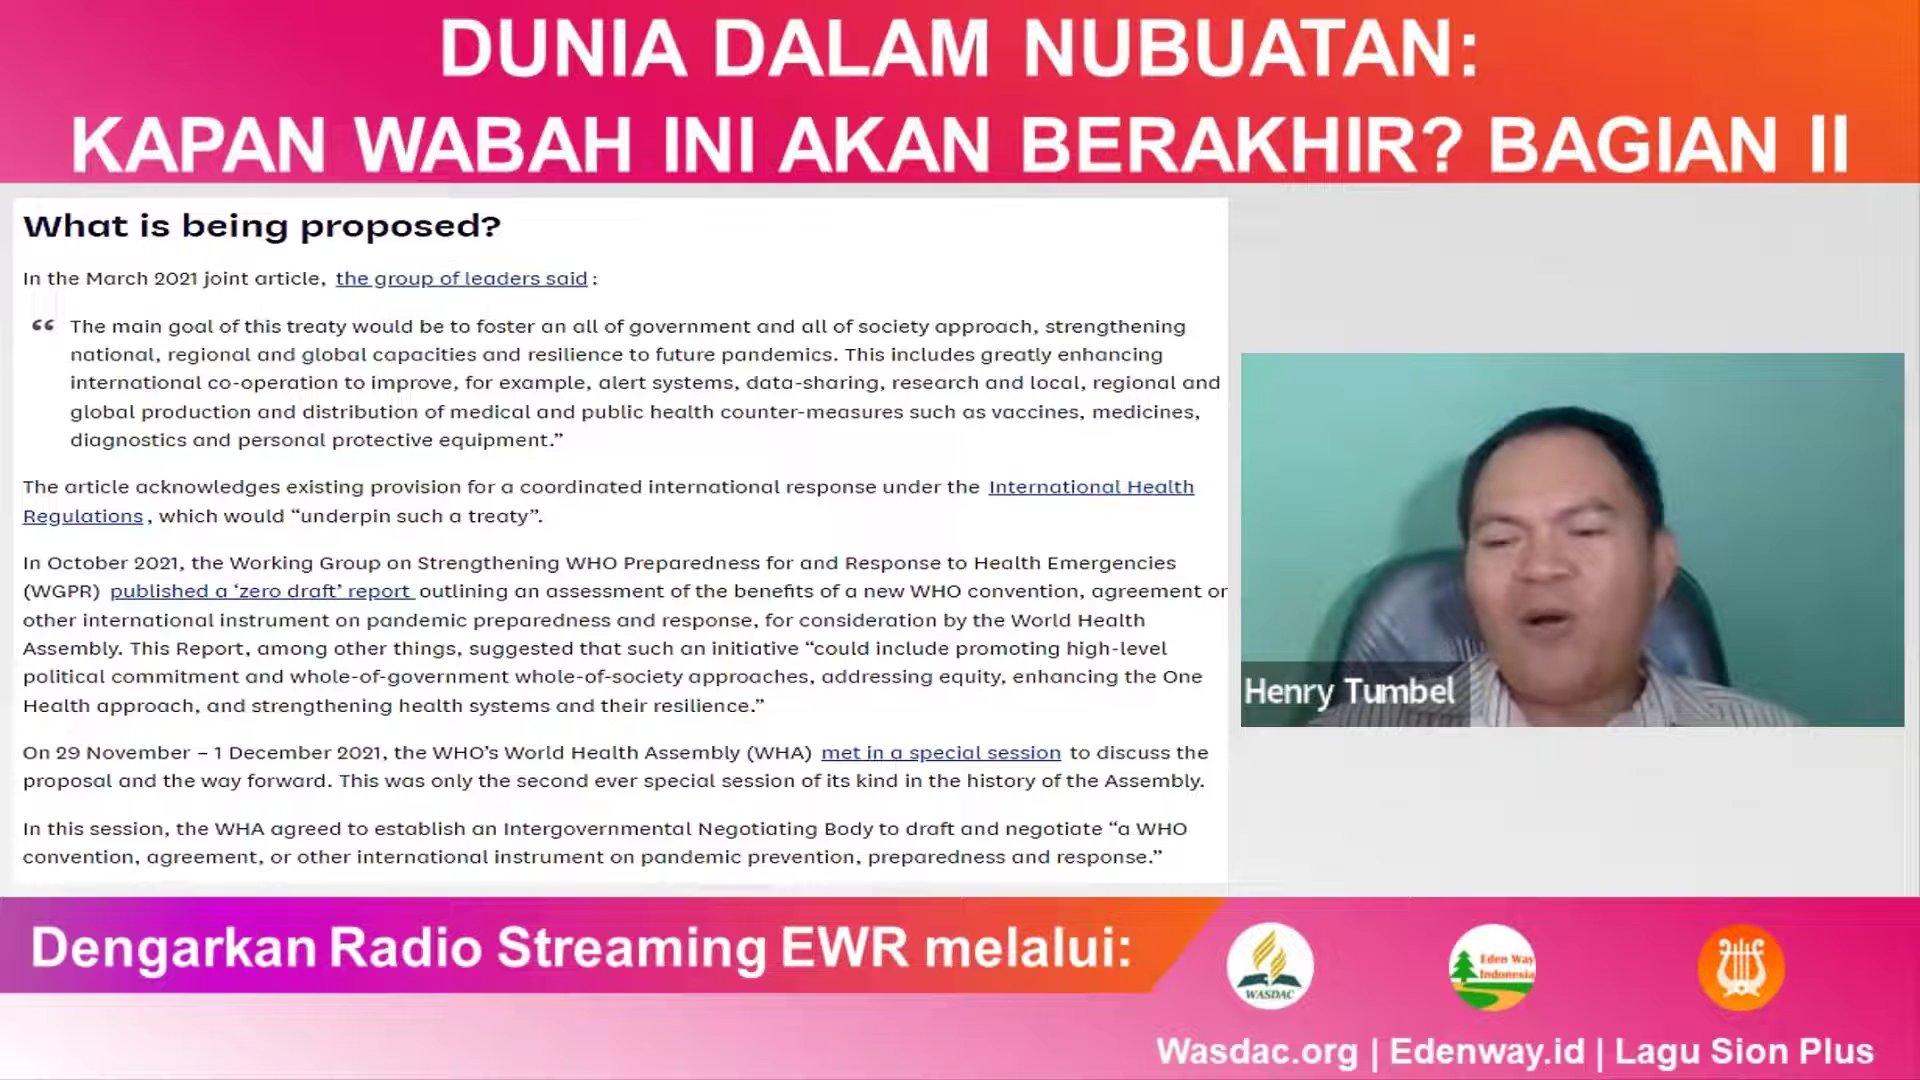 DUNIA DALAM NUBUATAN:
KAPAN WABAH INI AKAN BERAKHIR? BAGIAN II
What is being proposed?
In the March 2021 joint article, the group of leaders said :
“ The main goal of this treaty would be to foster an all of government and all of society approach, strengthening
national, regional and global capacities and resilience to future pandemics. This includes greatly enhancing
international co-operation to improve, for example, alert systems, data-sharing, research and local, regional and
global production and distribution of medical and public health counter-measures such as vaccines, medicines,
diagnostics and personal protective equipment.”
The article acknowledges existing provision for a coordinated international response under the International Health
Regulations , which would “underpin such a treaty”.
In October 2021, the Working Group on Strengthening WHO Preparedness for and Response to Health Emergencies
(WGPR) published a ‘zero draft’ report outlining an assessment of the benefits of a new WHO convention, agreement or
other international instrument on pandemic preparedness and response, for consideration by the World Health
Assembly. This Report, among other things, suggested that such an initiative “could include promoting high-level
political commitment and whole-of-government whole-of-society approaches, addressing equity, enhancing the One
Health approach, and strengthening health systems and their resilience.”
On 29 November – 1 December 2021, the WHO’s World Health Assembly (WHA) met in a special session to discuss the
proposal and the way forward. This was only the second ever special session of its kind in the history of the Assembly.
In this session, the WHA agreed to establish an Intergovernmental Negotiating Body to draft and negotiate “a WHO
convention, agreement, or other international instrument on pandemic prevention, preparedness and response.”
Henry Tumbel
Dengarkan Radio Streaming EWR melalui:
WASDAC
Eden Way
Indonesia
Wasdac.org | Edenway.id | Lagu Sion Plus